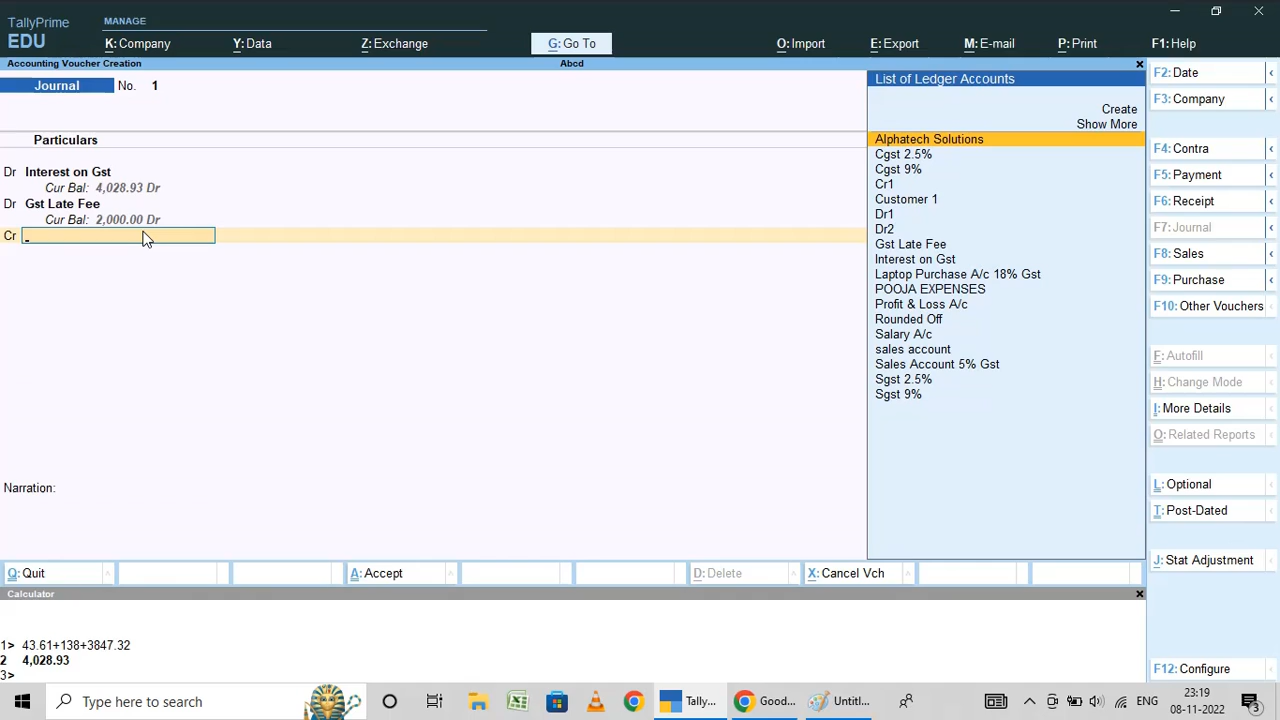 TallyPrime
EDU
MANAGE
K: Company
Y: Data
Z: Exchange
G: Go To
O: Import
E: Export
M: E-mail
P: Print
F1: Help
Accounting Voucher Creation
Abcd
Journal No. 1
Particulars
Dr Interest on Gst
Cur Bal: 4,028.93 Dr
Dr Gst Late Fee
Cur Bal: 2,000.00 Dr
Cr
Narration:
List of Ledger Accounts
Create
Show More
Alphatech Solutions
Cgst 2.5%
Cgst 9%
Cr1
Customer 1
Dr1
Dr2
Gst Late Fee
Interest on Gst
Laptop Purchase A/c 18% Gst
POOJA EXPENSES
Profit & Loss A/c
Rounded Off
Salary A/c
sales account
Sales Account 5% Gst
Sgst 2.5%
Sgst 9%
F2: Date
F3: Company
F4: Contra
F5: Payment
F6: Receipt
F7: Journal
F8: Sales
F9: Purchase
F10: Other Vouchers
F: Autofill
H: Change Mode
I: More Details
O: Related Reports
L: Optional
T: Post-Dated
J: Stat Adjustment
F12: Configure
Q: Quit
A: Accept
D: Delete
X: Cancel Vch
Calculator
1> 43.61+138+3847.32
2 4,028.93
3>
Type here to search
Tally...
Good...
Untitl...
ENG
23:19
08-11-2022
3